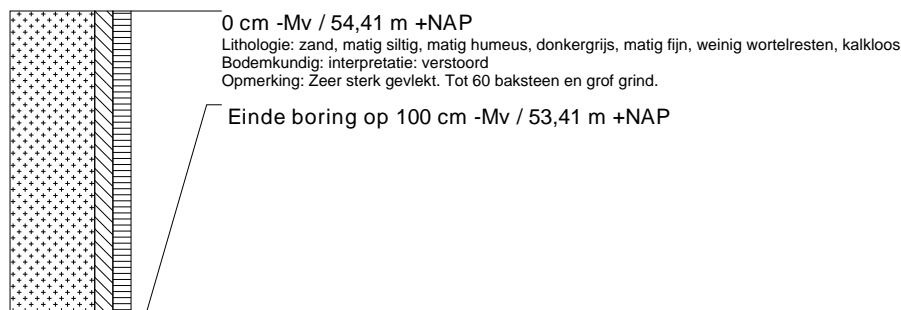 0 cm -Mv / 54,41 m +NAP
Lithologie: zand, matig siltig, matig humeus, donkergrijs, matig fijn, weinig wortelresten, kalkloos
Bodemkundig: interpretatie: verstoord
Opmerking: Zeer sterk gevlekt. Tot 60 baksteen en grof grind.
Einde boring op 100 cm -Mv / 53,41 m +NAP